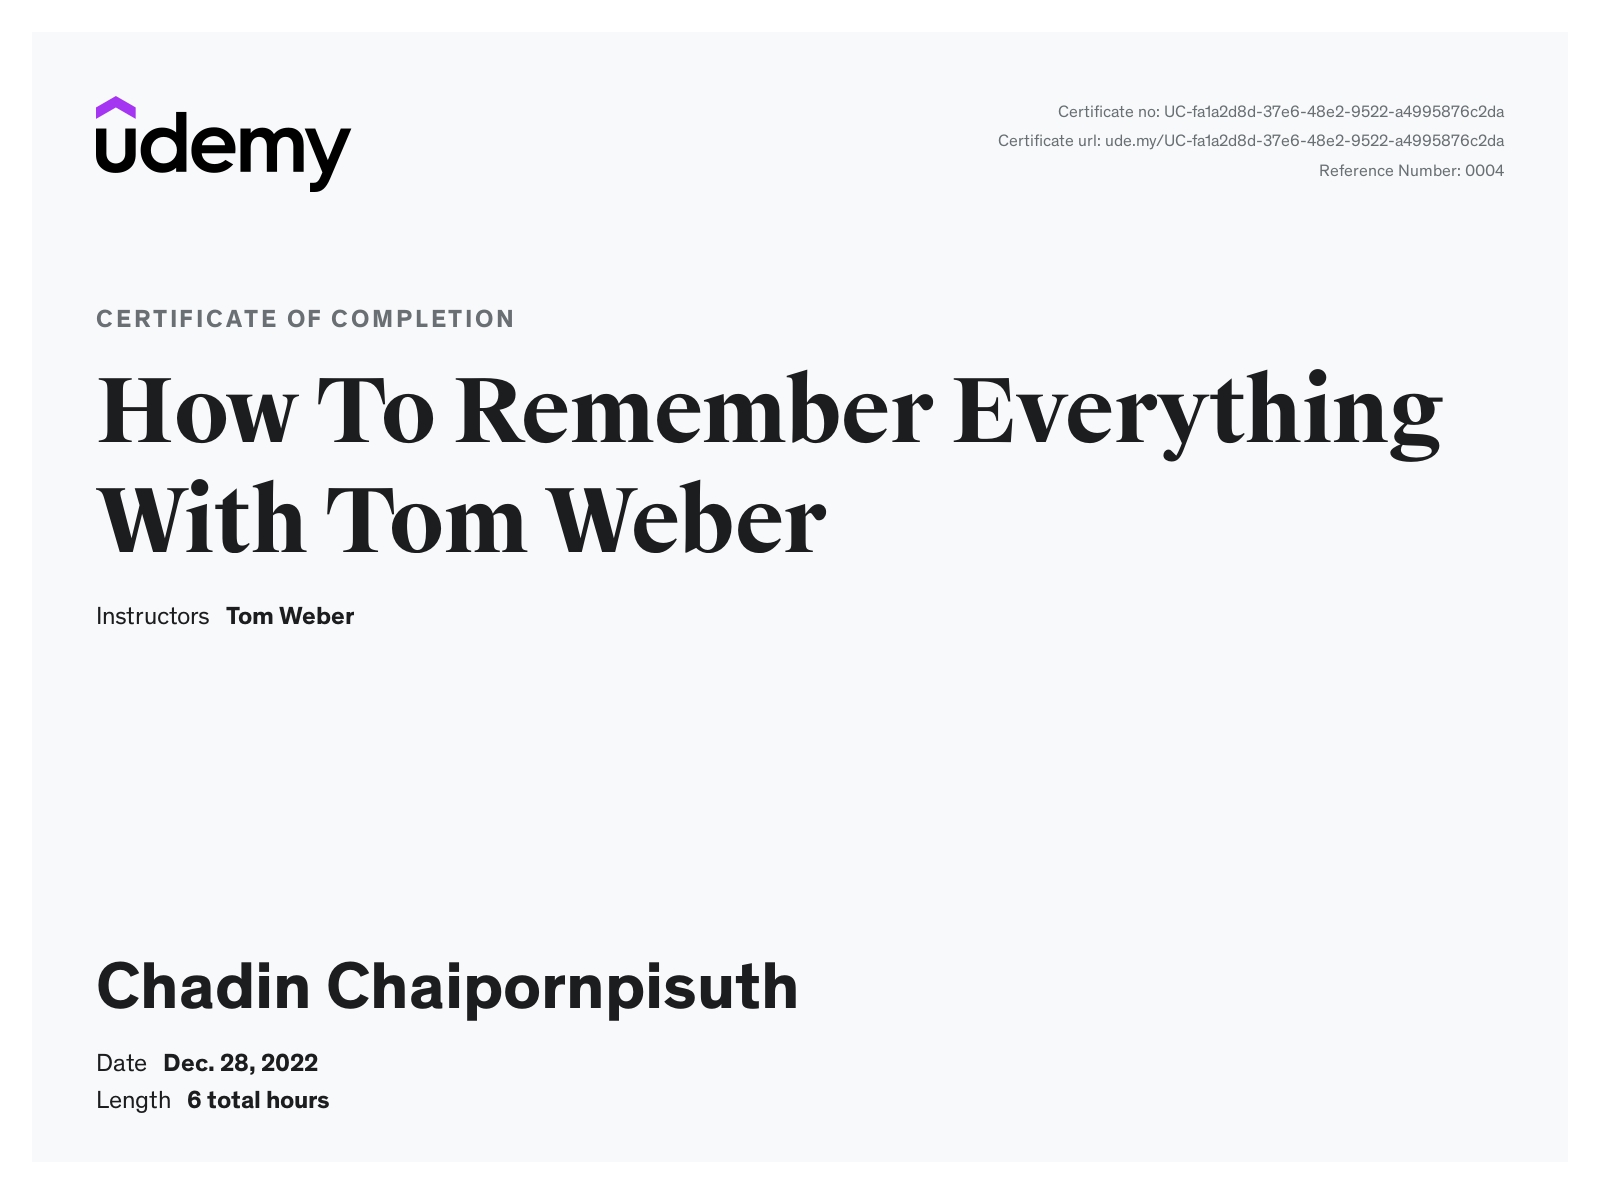 udemy
Certificate no: UC-fa1a2d8d-37e6-48e2-9522-a4995876c2da
Certificate url: ude.my/UC-fa1a2d8d-37e6-48e2-9522-a4995876c2da
Reference Number: 0004
CERTIFICATE OF COMPLETION
How To Remember Everything
With Tom Weber
Instructors Tom Weber
Chadin Chaipornpisuth
Date Dec. 28, 2022
Length 6 total hours